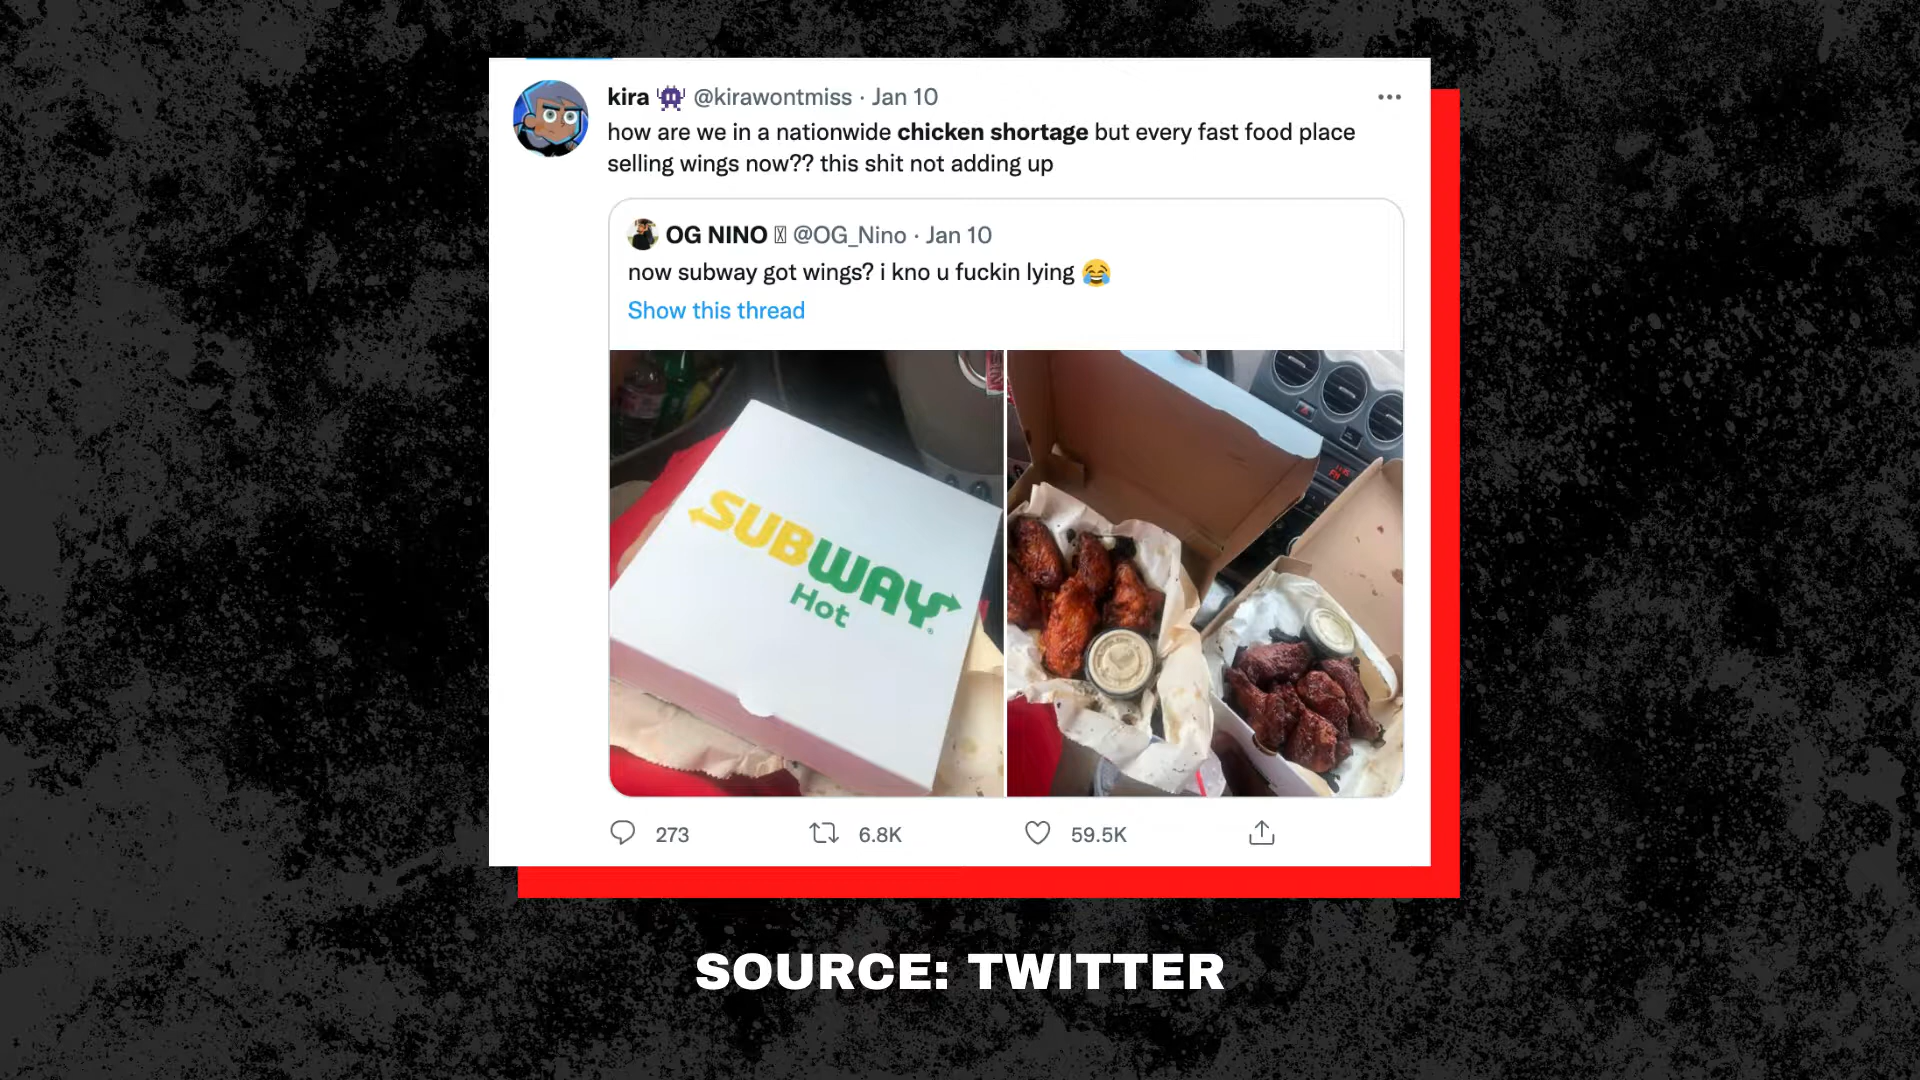 kira 👾 @kirawontmiss · Jan 10
how are we in a nationwide chicken shortage but every fast food place
selling wings now?? this shit not adding up
OG NINO @OG_Nino · Jan 10
now subway got wings? i kno u fuckin lying 😂
Show this thread
SUBWAY
Hot
273 6.8K 59.5K
SOURCE: TWITTER